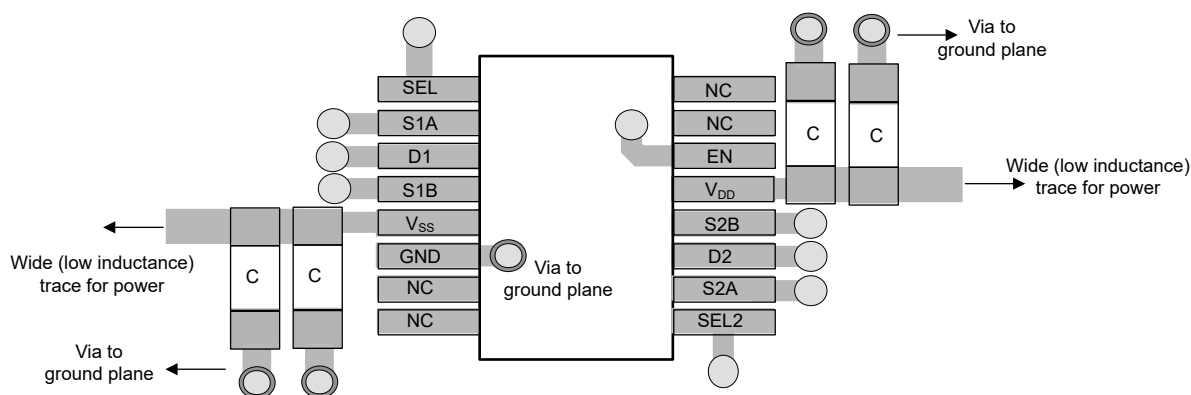 Via to
ground plane
SEL
S1A
D1
S1B
VSS
GND
NC
NC
NC
NC
EN
VDD
S2B
D2
S2A
SEL2
C
C
Wide (low inductance)
trace for power
Wide (low inductance)
trace for power
C
C
Via to
ground plane
Via to
ground plane